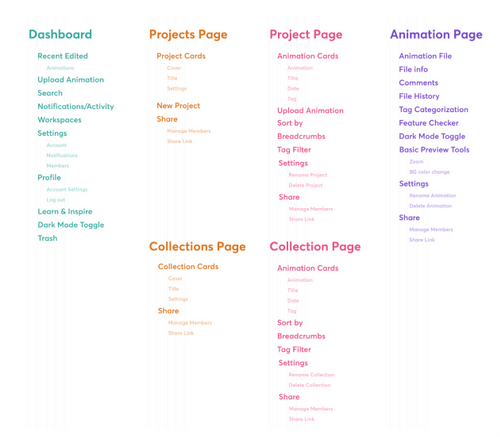 Dashboard
Recent Edited
Animations
Upload Animation
Search
Notifications/Activity
Workspaces
Settings
Account
Notifications
Members
Profile
Account Settings
Log out
Learn & Inspire
Dark Mode Toggle
Trash
Projects Page
Project Cards
Cover
Title
Settings
New Project
Share
Manage Members
Share Link
Collections Page
Collection Cards
Cover
Title
Settings
Share
Manage Members
Share Link
Project Page
Animation Cards
Animation
Title
Date
Tag
Upload Animation
Sort by
Breadcrumbs
Tag Filter
Settings
Rename Project
Delete Project
Share
Manage Members
Share Link
Collection Page
Animation Cards
Animation
Title
Date
Tag
Sort by
Breadcrumbs
Tag Filter
Settings
Rename Collection
Delete Collection
Share
Manage Members
Share Link
Animation Page
Animation File
File info
Comments
File History
Tag Categorization
Feature Checker
Dark Mode Toggle
Basic Preview Tools
Zoom
BG color change
Settings
Rename Animation
Delete Animation
Share
Manage Members
Share Link